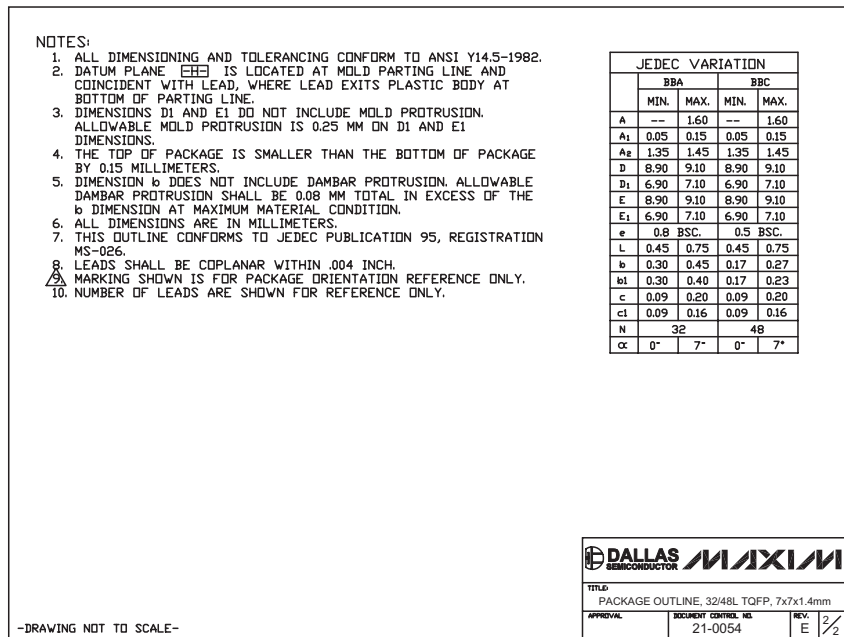 NOTES:
1. ALL DIMENSIONING AND TOLERANCING CONFORM TO ANSI Y14.5-1982.
2. DATUM PLANE -H- IS LOCATED AT MOLD PARTING LINE AND
COINCIDENT WITH LEAD, WHERE LEAD EXITS PLASTIC BODY AT
BOTTOM OF PARTING LINE.
3. DIMENSIONS D1 AND E1 DO NOT INCLUDE MOLD PROTRUSION.
ALLOWABLE MOLD PROTRUSION IS 0.25 MM ON D1 AND E1
DIMENSIONS.
4. THE TOP OF PACKAGE IS SMALLER THAN THE BOTTOM OF PACKAGE
BY 0.15 MILLIMETERS.
5. DIMENSION b DOES NOT INCLUDE DAMBAR PROTRUSION. ALLOWABLE
DAMBAR PROTRUSION SHALL BE 0.08 MM TOTAL IN EXCESS OF THE
b DIMENSION AT MAXIMUM MATERIAL CONDITION.
6. ALL DIMENSIONS ARE IN MILLIMETERS.
7. THIS OUTLINE CONFORMS TO JEDEC PUBLICATION 95, REGISTRATION
MS-026.
8. LEADS SHALL BE COPLANAR WITHIN .004 INCH.
9. MARKING SHOWN IS FOR PACKAGE ORIENTATION REFERENCE ONLY.
10. NUMBER OF LEADS ARE SHOWN FOR REFERENCE ONLY.
JEDEC VARIATION
BBA BBC
MIN. MAX. MIN. MAX.
A -- 1.60 -- 1.60
A1 0.05 0.15 0.05 0.15
A2 1.35 1.45 1.35 1.45
D 8.90 9.10 8.90 9.10
D1 6.90 7.10 6.90 7.10
E 8.90 9.10 8.90 9.10
E1 6.90 7.10 6.90 7.10
e 0.8 BSC. 0.5 BSC.
L 0.45 0.75 0.45 0.75
b 0.30 0.45 0.17 0.27
b1 0.30 0.40 0.17 0.23
c 0.09 0.20 0.09 0.20
c1 0.09 0.16 0.09 0.16
N 32 48
α 0° 7° 0° 7°
-DRAWING NOT TO SCALE-
DALLAS SEMICONDUCTOR MAXIM
TITLE:
PACKAGE OUTLINE, 32/48L TQFP, 7x7x1.4mm
APPROVAL DOCUMENT CONTROL NO. REV.
21-0054 E 2/2